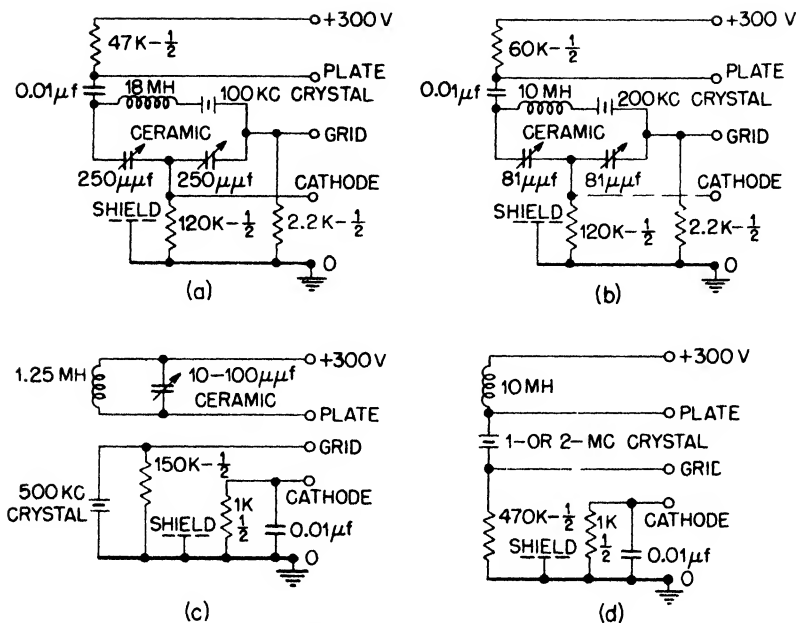 +300 V
47K-1/2
PLATE
0.01μf
18 MH
100 KC CRYSTAL
CERAMIC
GRID
250μμf
250μμf
CATHODE
SHIELD
120K-1/2
2.2K-1/2
0
(a)
+300 V
60K-1/2
PLATE
0.01μf
10 MH
200 KC CRYSTAL
CERAMIC
GRID
81μμf
81μμf
CATHODE
SHIELD
120K-1/2
2.2K-1/2
0
(b)
+300 V
1.25 MH
10-100μμf
CERAMIC
PLATE
GRID
150K-1/2
500 KC
CRYSTAL
CATHODE
1K
1/2
SHIELD
0.01μf
0
(c)
+300 V
10 MH
PLATE
1-OR 2-MC CRYSTAL
GRID
470K-1/2
CATHODE
1K
1/2
SHIELD
0.01μf
0
(d)